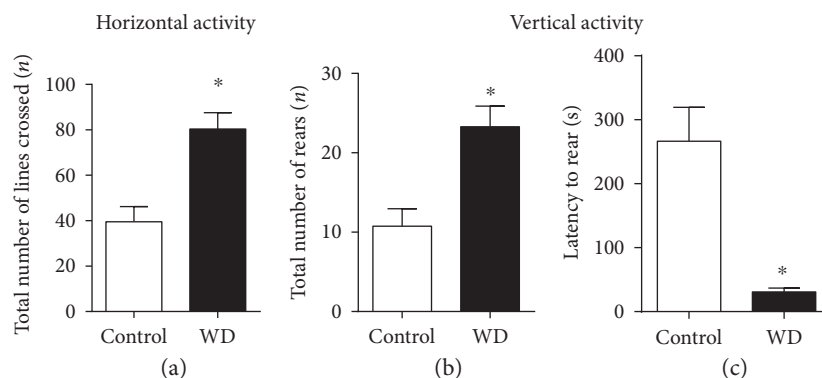 Horizontal activity
Vertical activity
Total number of lines crossed (n)
100
80
60
40
20
0
*
Control
WD
(a)
Total number of rears (n)
30
20
10
0
*
Control
WD
(b)
Latency to rear (s)
400
300
200
100
0
*
Control
WD
(c)